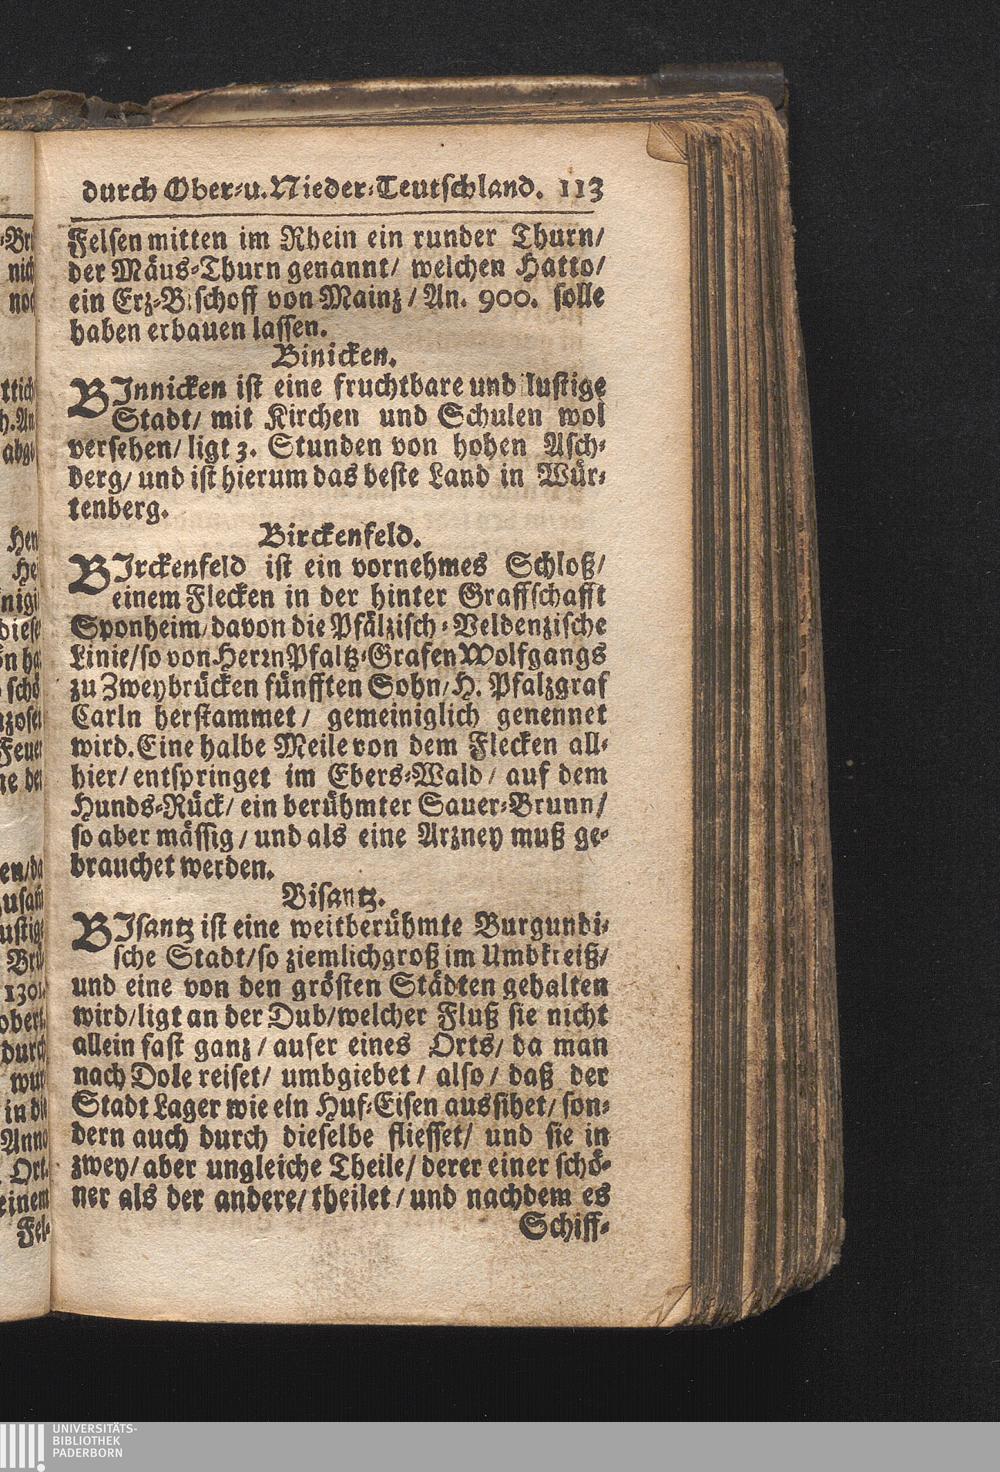 durch Ober-u. Nieder-Teutschland. 113
Felsen mitten im Rhein ein runder Thurn/
der Mäus-Thurn genannt/ welchen Hatto/
ein Erz-Bischoff von Mainz/ An. 900. solle
haben erbauen lassen.
Binicken.
BInnicken ist eine fruchtbare und lustige
Stadt/ mit Kirchen und Schulen wol
versehen/ ligt 3. Stunden von hohen Asch-
berg/ und ist hierum das beste Land in Wür-
tenberg.
Birckenfeld.
BIrckenfeld ist ein vornehmes Schloß/
einem Flecken in der hinter Graffschafft
Sponheim/ davon die Pfälzisch-Veldenzische
Linie/ so von Herrn Pfaltz-Grafen Wolfgangs
zu Zweybrücken fünfften Sohn/ H. Pfalzgraf
Carln herstammet/ gemeiniglich genennet
wird. Eine halbe Meile von dem Flecken all-
hier/ entspringet im Ebers-Wald/ auf dem
Hunds-Rück/ ein berühmter Sauer-Brunn/
so aber mässig/ und als eine Arzney muß ge-
brauchet werden.
Bisantz.
BIsantz ist eine weitberühmte Burgundi-
sche Stadt/ so ziemlich groß im Umbkreiß/
und eine von den grösten Städten gehalten
wird/ ligt an der Dub/ welcher Fluß sie nicht
allein fast ganz/ auser eines Orts/ da man
nach Dole reiset/ umbgiebet/ also/ daß der
Stadt Lager wie ein Huf-Eisen aussihet/ son-
dern auch durch dieselbe fliesset/ und sie in
zwey/ aber ungleiche Theile/ derer einer schö-
ner als der andere/ theilet/ und nachdem es
Schiff-
UNIVERSITÄTS-
BIBLIOTHEK
PADERBORN